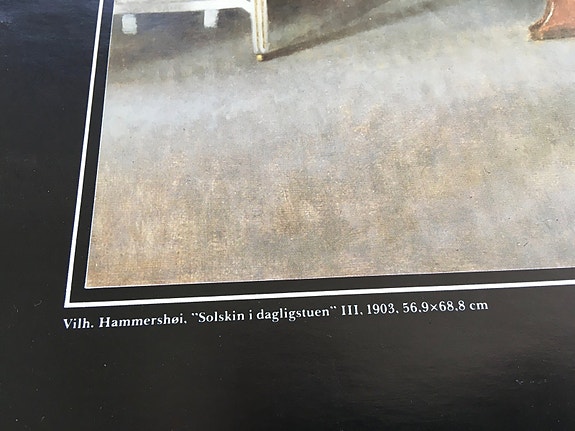 Vilh. Hammershøi, ”Solskin i dagligstuen” III, 1903, 56,9×68,8 cm